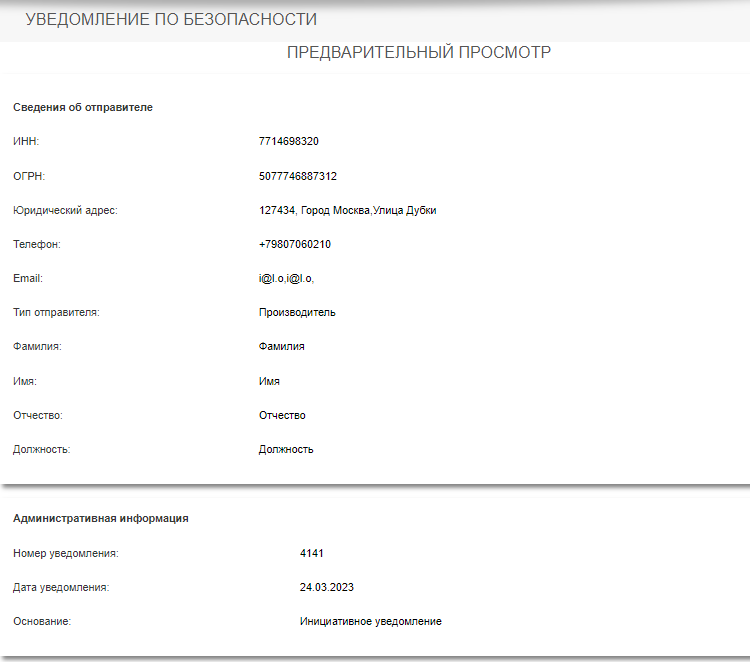 УВЕДОМЛЕНИЕ ПО БЕЗОПАСНОСТИ
ПРЕДВАРИТЕЛЬНЫЙ ПРОСМОТР
Сведения об отправителе
ИНН: 7714698320
ОГРН: 5077746887312
Юридический адрес: 127434, Город Москва,Улица Дубки
Телефон: +79807060210
Email: i@l.o,i@l.o,
Тип отправителя: Производитель
Фамилия: Фамилия
Имя: Имя
Отчество: Отчество
Должность: Должность
Административная информация
Номер уведомления: 4141
Дата уведомления: 24.03.2023
Основание: Инициативное уведомление